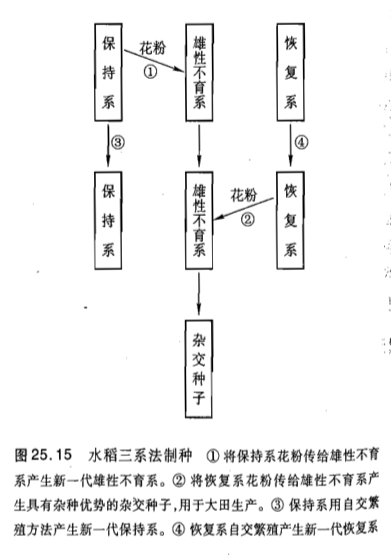 保持系
花粉
①
雄性不育系
恢复系
③
④
保持系
雄性不育系
花粉
②
恢复系
杂交种子
图25.15 水稻三系法制种 ①将保持系花粉传给雄性不育
系产生新一代雄性不育系。②将恢复系花粉传给雄性不育系产
生具有杂种优势的杂交种子,用于大田生产。③保持系用自交繁
殖方法产生新一代保持系。④恢复系自交繁殖产生新一代恢复系